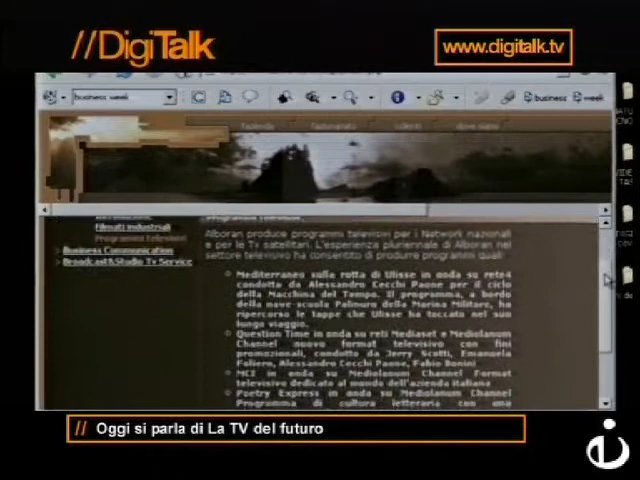 //DigiTalk
www.digitalk.tv
business week
business
week
Filmati industriali
Programmi televisivi
Business Communication
Broadcast&Studio Tv Service
Alboran produce programmi televisivi per i Network nazionali
e per le Tv satellitari. L'esperienza pluriennale di Alboran nel
settore televisivo ha consentito di produrre programmi quali:
Mediterraneo sulla rotta di Ulisse in onda su rete4
condotta da Alessandro Cecchi Paone per il ciclo
della Macchina del Tempo. Il programma, a bordo
della nave-scuola Palinuro della Marina Militare, ha
ripercorso le tappe che Ulisse ha toccato nel suo
lungo viaggio.
Question Time in onda su reti Mediaset e Mediolanum
Channel nuovo format televisivo con fini
promozionali, condotto da Jerry Scotti, Emanuela
Foliero, Alessandro Cecchi Paone, Fabio Bonini
MCI in onda su Mediolanum Channel Format
televisivo dedicato al mondo dell'azienda italiana
Poetry Express in onda su Mediolanum Channel
Programma di cultura letteraria con una
// Oggi si parla di La TV del futuro